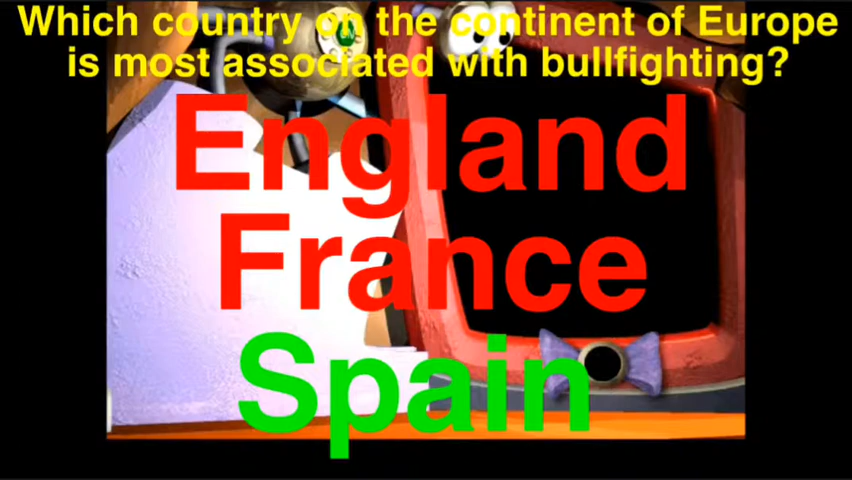 Which country on the continent of Europe
is most associated with bullfighting?
England
France
Spain